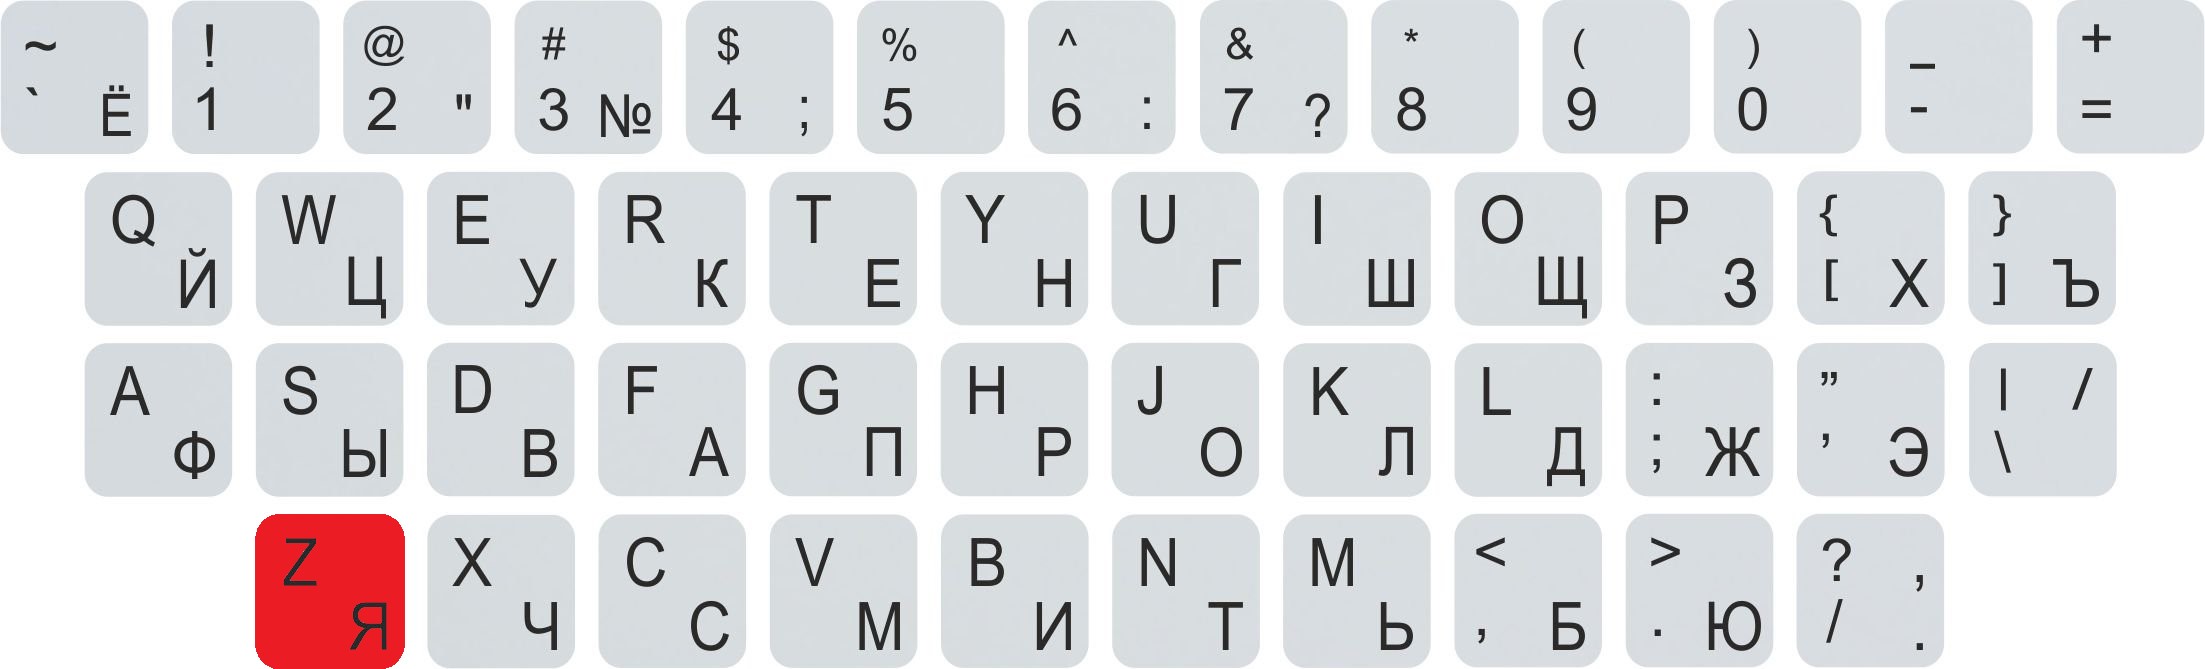 ~ ! @ # $ % ^ & * ( ) _ +
` Ё 1 2 " 3 № 4 ; 5 6 : 7 ? 8 9 0 - =
Q W E R T Y U I O P { }
Й Ц У К Е Н Г Ш Щ З [ Х ] Ъ
A S D F G H J K L : ” | /
Ф Ы В А П Р О Л Д ; Ж ’ Э \
Z X C V B N M < > ? ,
Я Ч С М И Т Ь , Б . Ю / .